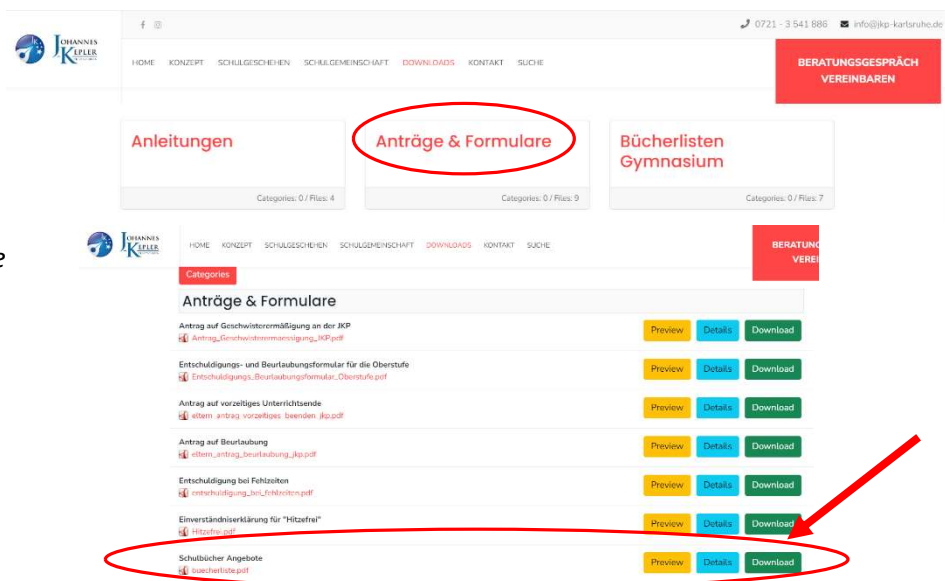 0721 - 3 541 886 info@jkp-karlsruhe.de
JOHANNES KEPLER
HOME KONZEPT SCHULGESCHEHEN SCHULGEMEINSCHAFT DOWNLOADS KONTAKT SUCHE
BERATUNGSGESPRÄCH
VEREINBAREN
Anleitungen
Categories: 0 / Files: 4
Anträge & Formulare
Categories: 0 / Files: 9
Bücherlisten
Gymnasium
Categories: 0 / Files: 7
e
JOHANNES KEPLER
HOME KONZEPT SCHULGESCHEHEN SCHULGEMEINSCHAFT DOWNLOADS KONTAKT SUCHE
BERATUNG
VEREI
Categories
Anträge & Formulare
Antrag auf Geschwisterermäßigung an der JKP
Antrag_Geschwisterermaessigung_JKP.pdf
Preview Details Download
Entschuldigungs- und Beurlaubungsformular für die Oberstufe
Entschuldigungs_Beurlaubungsformular_Oberstufe.pdf
Preview Details Download
Antrag auf vorzeitiges Unterrichtsende
eltern_antrag_vorzeitiges_beenden_jkp.pdf
Preview Details Download
Antrag auf Beurlaubung
eltern_antrag_beurlaubung_jkp.pdf
Preview Details Download
Entschuldigung bei Fehlzeiten
entschuldigung_bei_fehlzeiten.pdf
Preview Details Download
Einverständniserklärung für "Hitzefrei"
Hitzefrei.pdf
Preview Details Download
Schulbücher Angebote
buecherliste.pdf
Preview Details Download